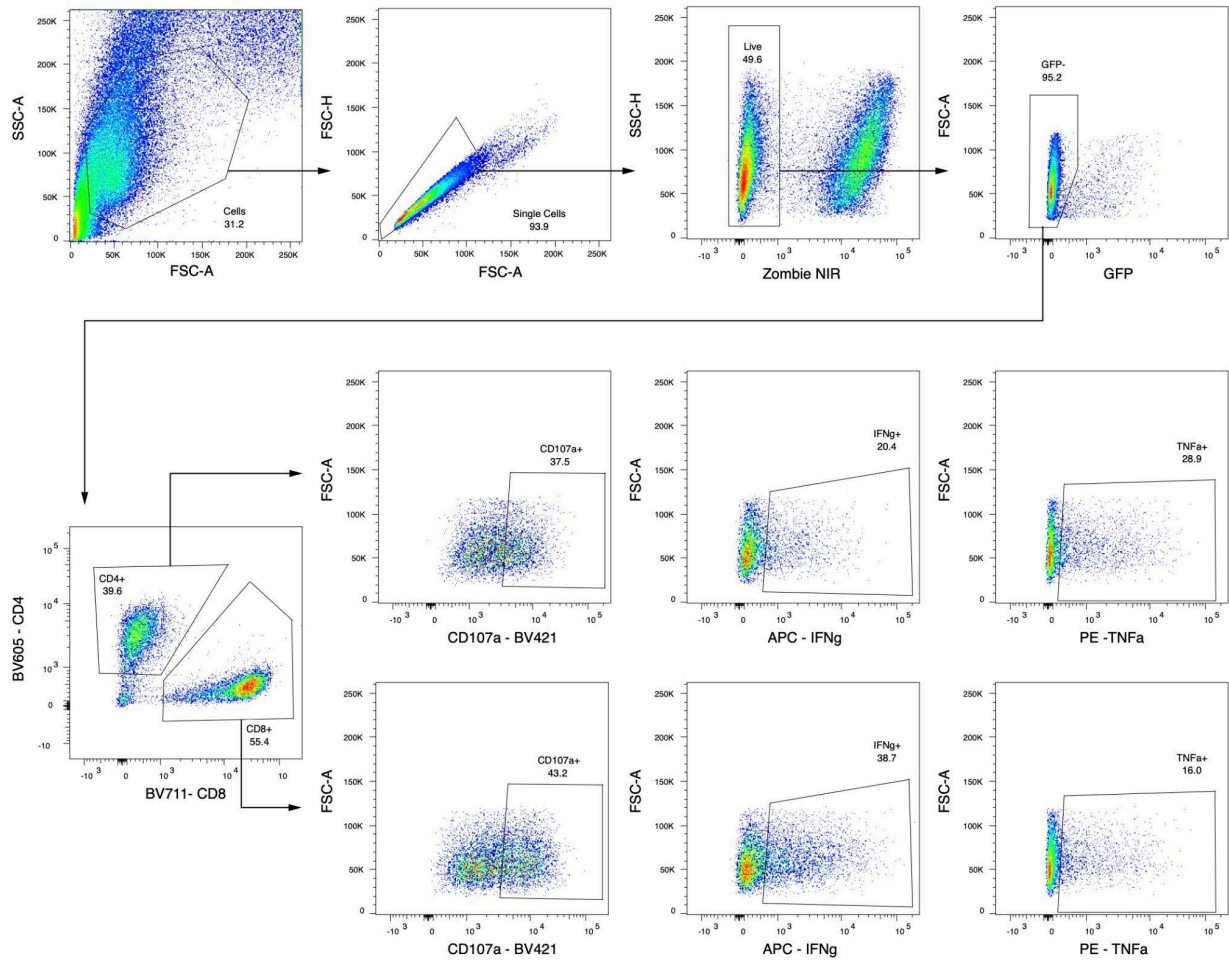 SSC-A
250K
200K
150K
100K
50K
0
Cells
31.2
0 50K 100K 150K 200K 250K
FSC-A
FSC-H
250K
200K
150K
100K
50K
0
Single Cells
93.9
0 50K 100K 150K 200K 250K
FSC-A
SSC-H
250K
200K
150K
100K
50K
0
Live
49.6
-10 3 0 10 3 10 4 10 5
Zombie NIR
FSC-A
250K
200K
150K
100K
50K
0
GFP-
95.2
-10 3 0 10 3 10 4 10 5
GFP
FSC-A
250K
200K
150K
100K
50K
0
CD107a+
37.5
0 10 3 10 4 10 5
CD107a - BV421
FSC-A
250K
200K
150K
100K
50K
0
IFNg+
20.4
-10 3 0 10 3 10 4 10 5
APC - IFNg
FSC-A
250K
200K
150K
100K
50K
0
TNFa+
28.9
-10 3 0 10 3 10 4 10 5
PE -TNFa
BV605 - CD4
10 5
10 4
10 3
0
-10
CD4+
39.6
CD8+
55.4
-10 3 0 10 3 10 4 10
BV711- CD8
FSC-A
250K
200K
150K
100K
50K
0
CD107a+
43.2
0 10 3 10 4 10 5
CD107a - BV421
FSC-A
250K
200K
150K
100K
50K
0
IFNg+
38.7
-10 3 0 10 3 10 4 10 5
APC - IFNg
FSC-A
250K
200K
150K
100K
50K
0
TNFa+
16.0
-10 3 0 10 3 10 4 10 5
PE - TNFa